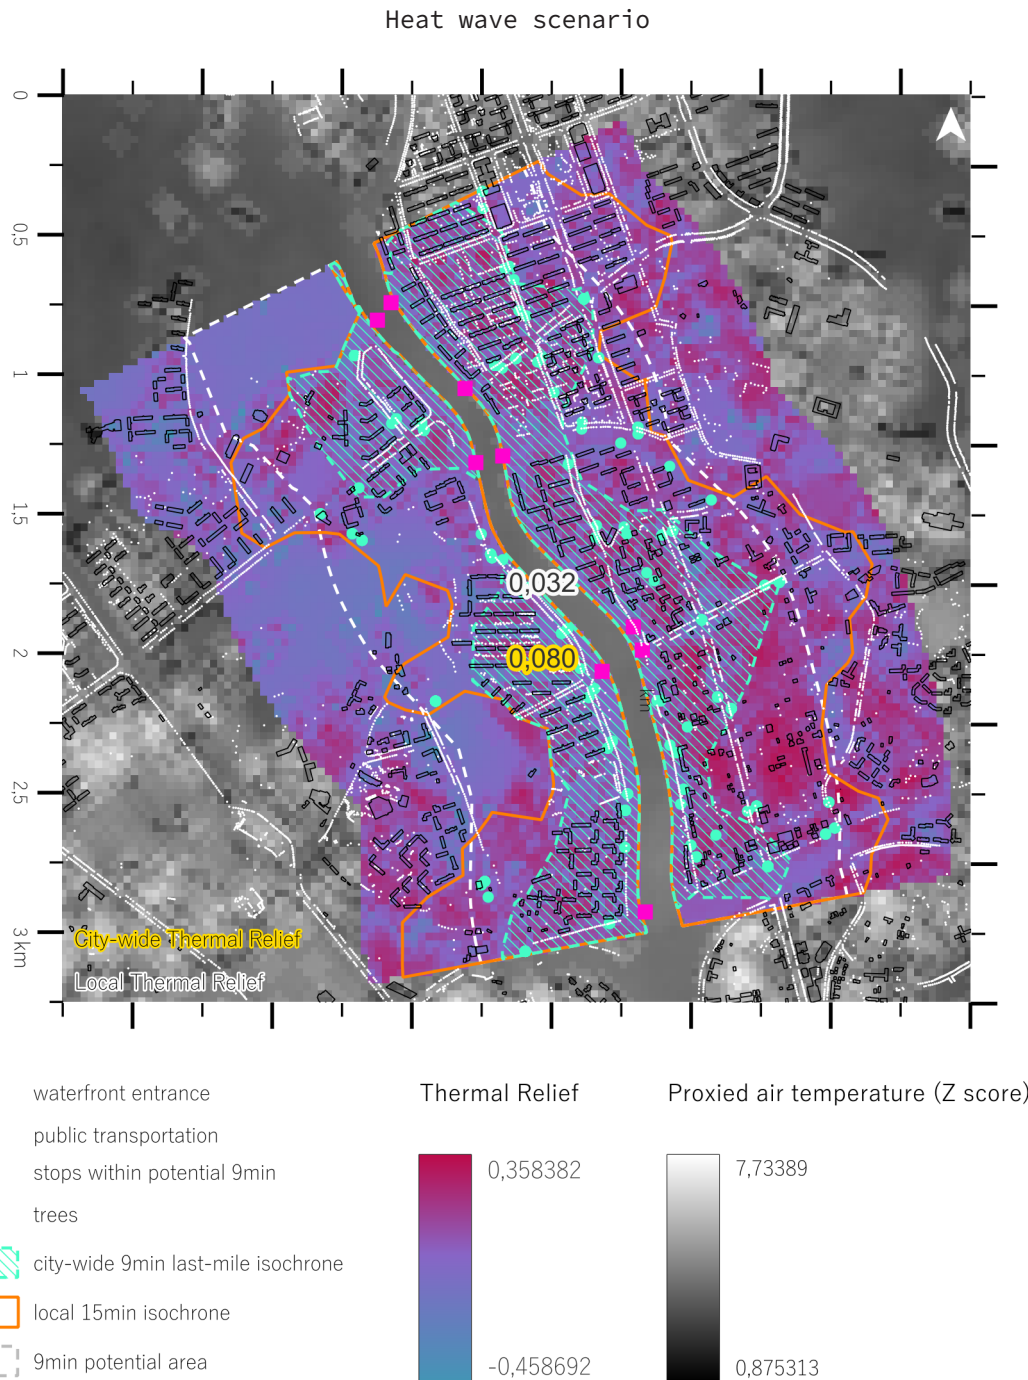 Heat wave scenario
0
0,5
1
1,5
2
2,5
3 km
0,032
0,080
km
City-wide Thermal Relief
Local Thermal Relief
waterfront entrance
public transportation
stops within potential 9min
trees
city-wide 9min last-mile isochrone
local 15min isochrone
9min potential area
Thermal Relief
0,358382
-0,458692
Proxied air temperature (Z score)
7,73389
0,875313